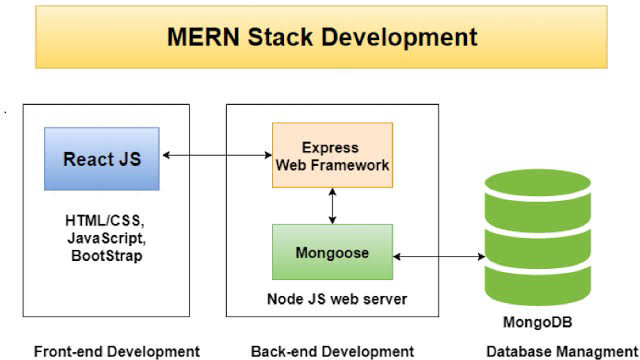 MERN Stack Development
React JS
HTML/CSS,
JavaScript,
BootStrap
Front-end Development
Express
Web Framework
Mongoose
Node JS web server
Back-end Development
MongoDB
Database Managment